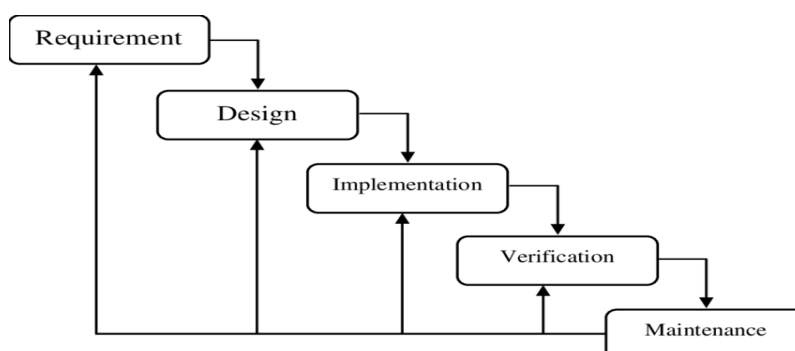 Requirement
Design
Implementation
Verification
Maintenance